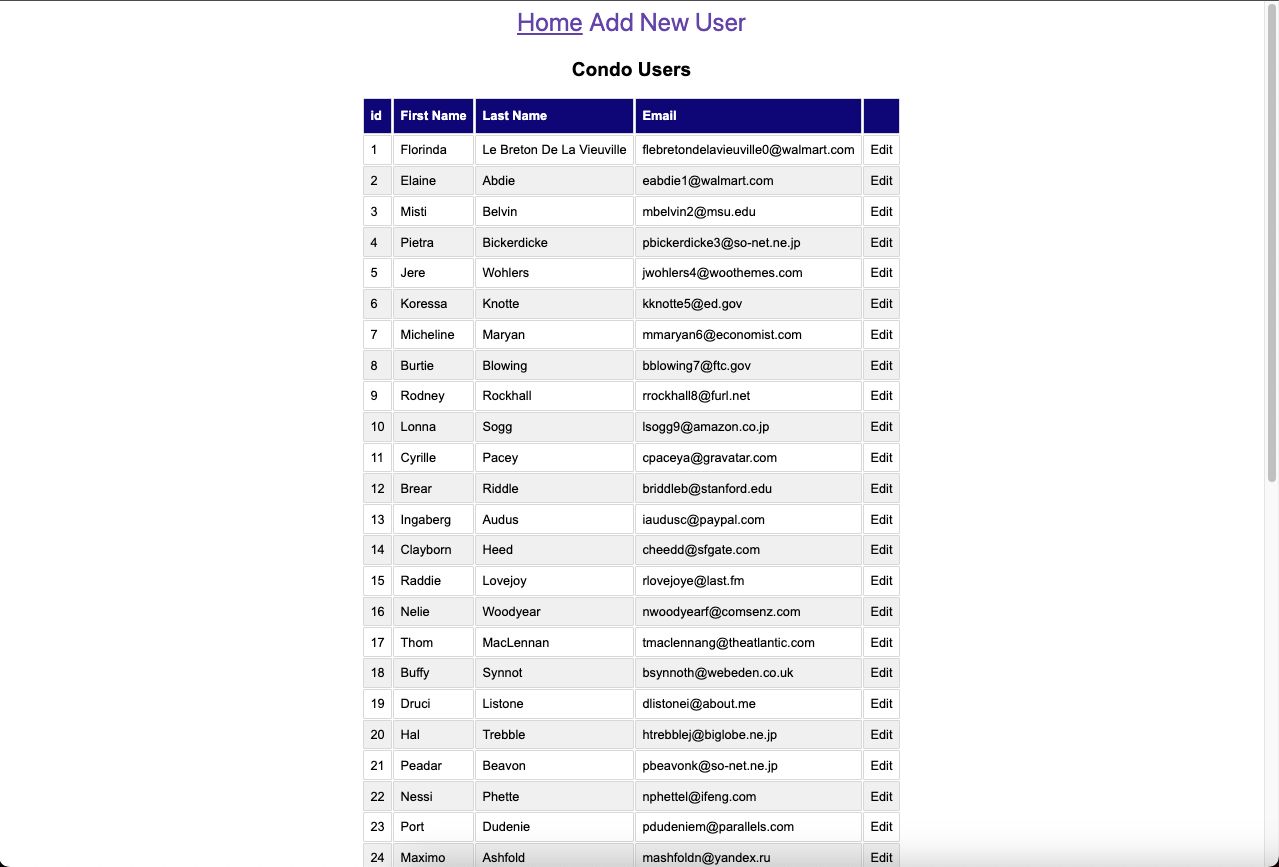 Home Add New User
Condo Users
id First Name Last Name Email
1 Florinda Le Breton De La Vieuville flebretondelavieuville0@walmart.com Edit
2 Elaine Abdie eabdie1@walmart.com Edit
3 Misti Belvin mbelvin2@msu.edu Edit
4 Pietra Bickerdicke pbickerdicke3@so-net.ne.jp Edit
5 Jere Wohlers jwohlers4@woothemes.com Edit
6 Koressa Knotte kknotte5@ed.gov Edit
7 Micheline Maryan mmaryan6@economist.com Edit
8 Burtie Blowing bblowing7@ftc.gov Edit
9 Rodney Rockhall rrockhall8@furl.net Edit
10 Lonna Sogg lsogg9@amazon.co.jp Edit
11 Cyrille Pacey cpaceya@gravatar.com Edit
12 Brear Riddle briddleb@stanford.edu Edit
13 Ingaberg Audus iaudusc@paypal.com Edit
14 Clayborn Heed cheedd@sfgate.com Edit
15 Raddie Lovejoy rlovejoye@last.fm Edit
16 Nelie Woodyear nwoodyearf@comsenz.com Edit
17 Thom MacLennan tmaclennang@theatlantic.com Edit
18 Buffy Synnot bsynnoth@webeden.co.uk Edit
19 Druci Listone dlistonei@about.me Edit
20 Hal Trebble htrebblej@biglobe.ne.jp Edit
21 Peadar Beavon pbeavonk@so-net.ne.jp Edit
22 Nessi Phette nphettel@ifeng.com Edit
23 Port Dudenie pdudeniem@parallels.com Edit
24 Maximo Ashfold mashfoldn@yandex.ru Edit